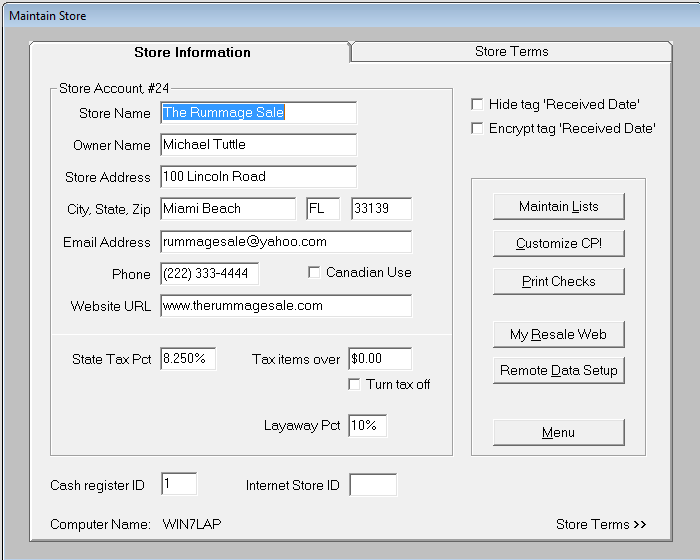 Maintain Store
Store Information
Store Terms
Store Account, #24
Store Name The Rummage Sale
Owner Name Michael Tuttle
Store Address 100 Lincoln Road
City, State, Zip Miami Beach FL 33139
Email Address rummagesale@yahoo.com
Phone (222) 333-4444 Canadian Use
Website URL www.therummagesale.com
State Tax Pct 8.250% Tax items over $0.00
Turn tax off
Layaway Pct 10%
Cash register ID 1 Internet Store ID
Computer Name: WIN7LAP
Hide tag 'Received Date'
Encrypt tag 'Received Date'
Maintain Lists
Customize CP!
Print Checks
My Resale Web
Remote Data Setup
Menu
Store Terms >>